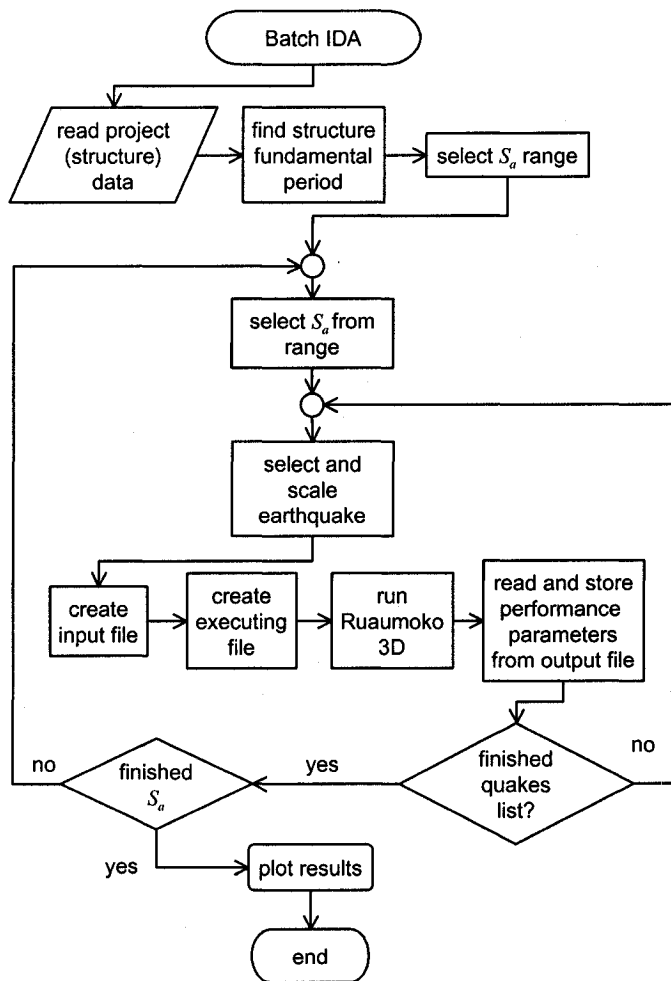 Batch IDA
read project
(structure)
data
find structure
fundamental
period
select Sa range
select Sa from
range
select and
scale
earthquake
create
input file
create
executing
file
run
Ruaumoko
3D
read and store
performance
parameters
from output file
finished
quakes
list?
no
yes
finished
Sa
no
yes
plot results
end